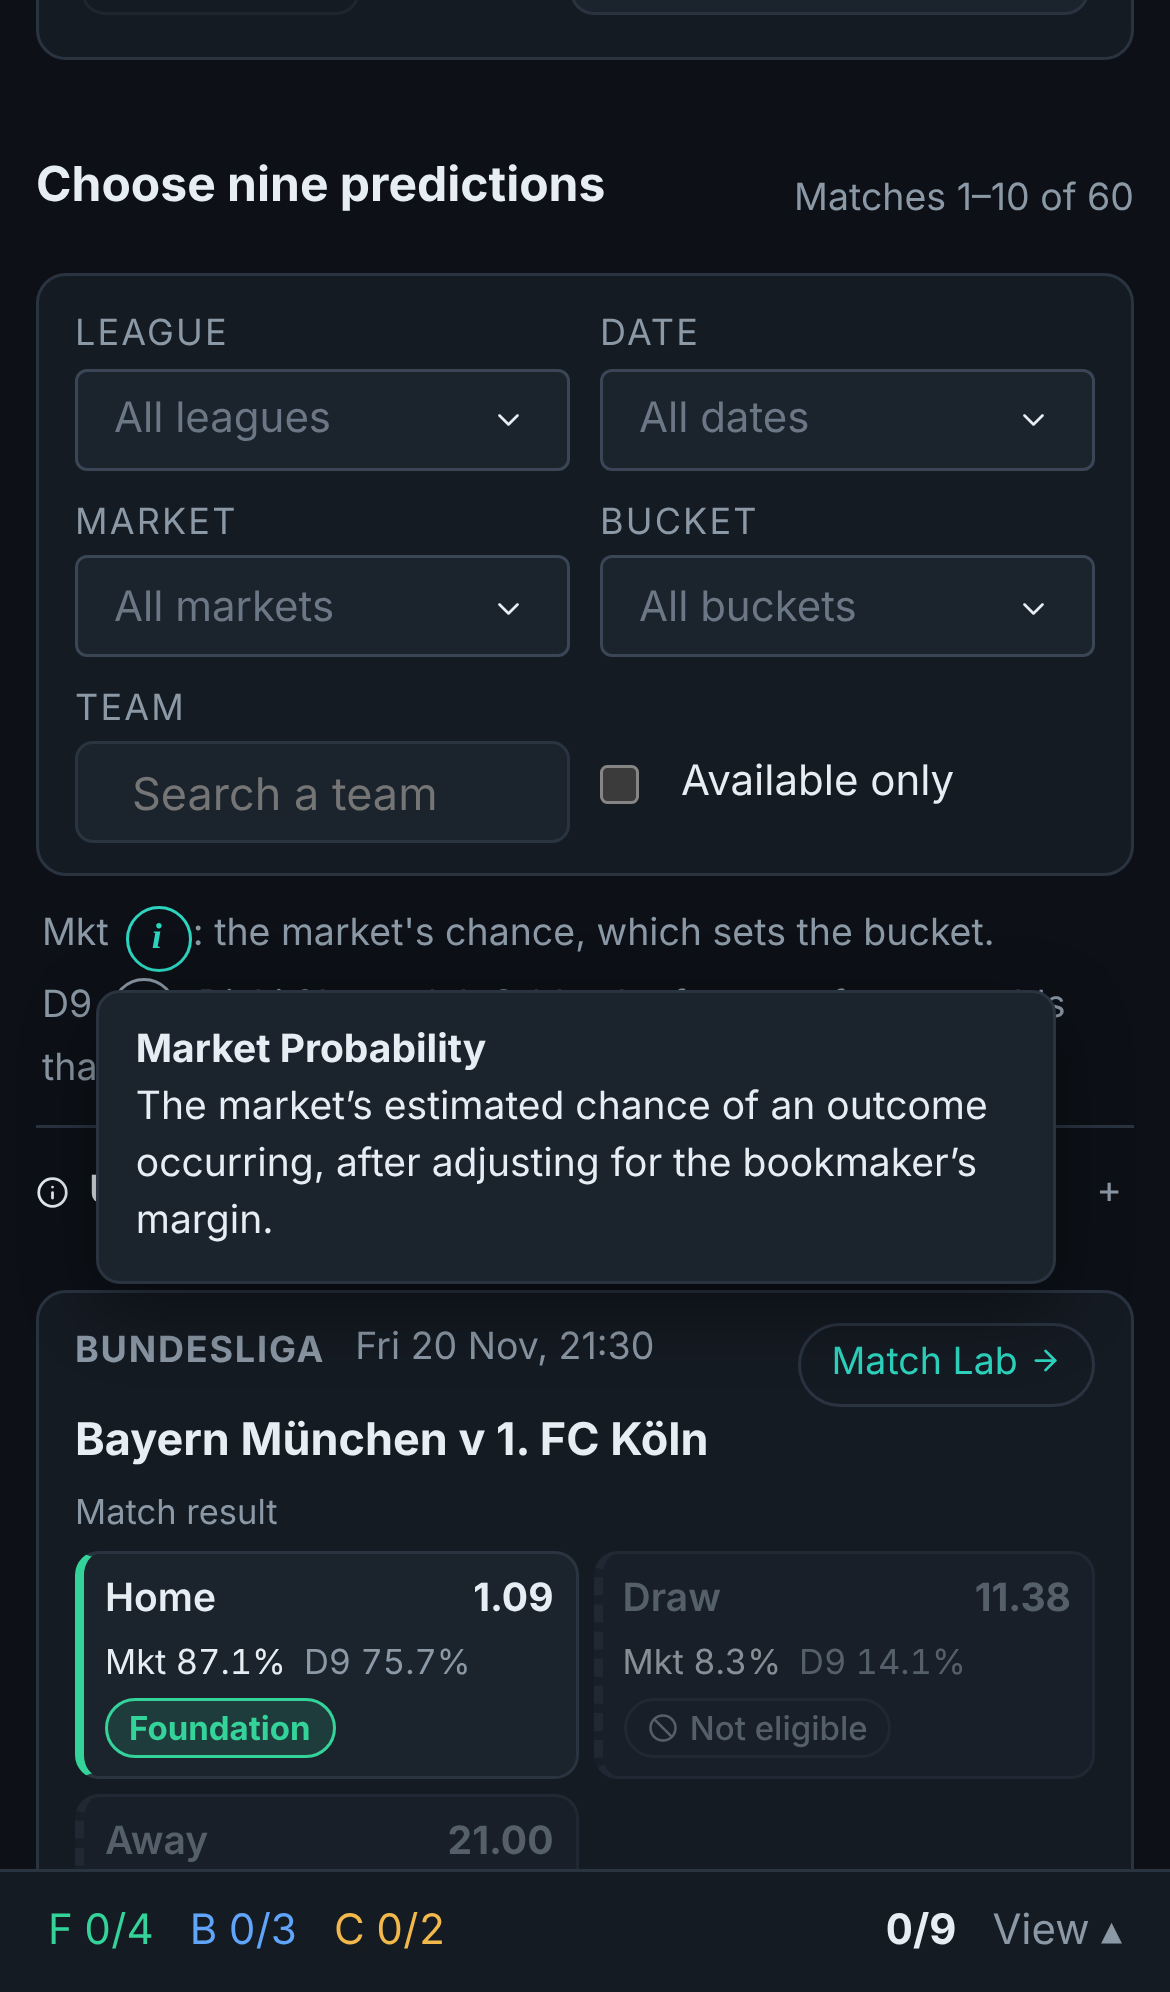 Choose nine predictions
Matches 1–10 of 60
LEAGUE
DATE
All leagues
All dates
MARKET
BUCKET
All markets
All buckets
TEAM
Search a team
Available only
Mkt i : the market's chance, which sets the bucket.
D9
Market Probability
The market’s estimated chance of an outcome
occurring, after adjusting for the bookmaker’s
margin.
+
BUNDESLIGA Fri 20 Nov, 21:30
Match Lab →
Bayern München v 1. FC Köln
Match result
Home 1.09
Mkt 87.1% D9 75.7%
Foundation
Draw 11.38
Mkt 8.3% D9 14.1%
Not eligible
Away 21.00
F 0/4 B 0/3 C 0/2
0/9 View ▲